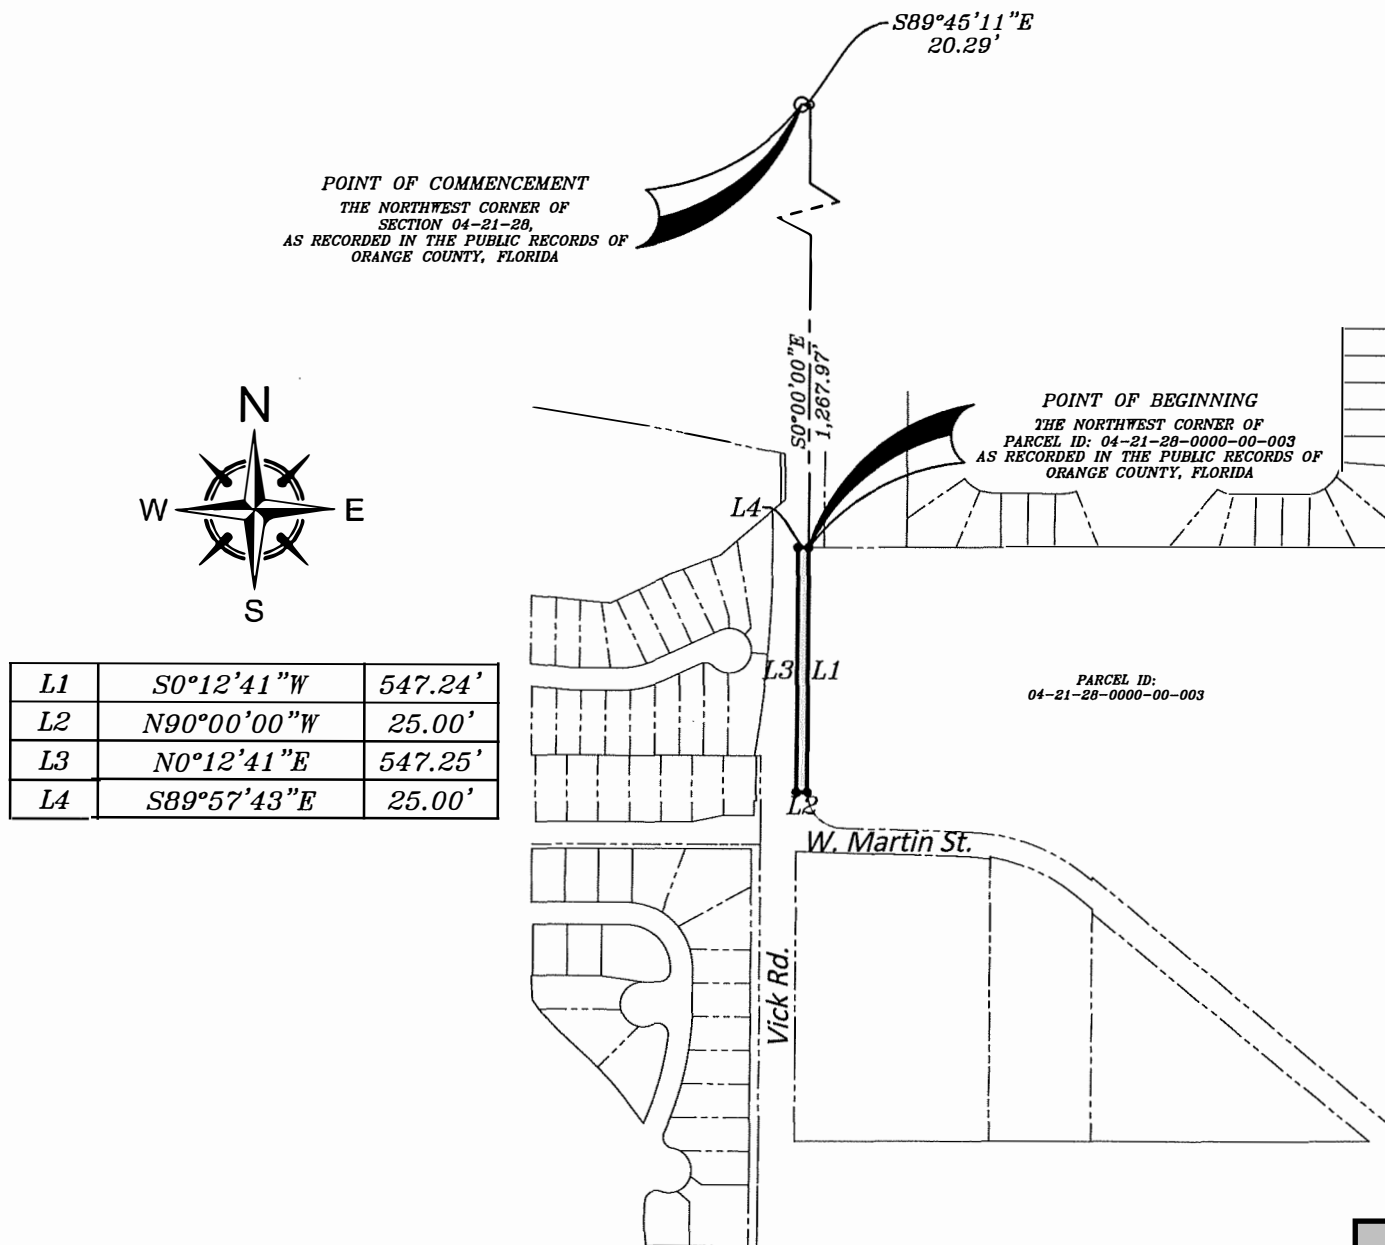 S89°45'11"E
20.29'
POINT OF COMMENCEMENT
THE NORTHWEST CORNER OF
SECTION 04-21-28,
AS RECORDED IN THE PUBLIC RECORDS OF
ORANGE COUNTY, FLORIDA
S0°00'00"E
1,267.97'
POINT OF BEGINNING
THE NORTHWEST CORNER OF
PARCEL ID: 04-21-28-0000-00-003
AS RECORDED IN THE PUBLIC RECORDS OF
ORANGE COUNTY, FLORIDA
N
W E
S
L4
L3 L1
L2
PARCEL ID:
04-21-28-0000-00-003
L1 S0°12'41"W 547.24'
L2 N90°00'00"W 25.00'
L3 N0°12'41"E 547.25'
L4 S89°57'43"E 25.00'
W. Martin St.
Vick Rd.